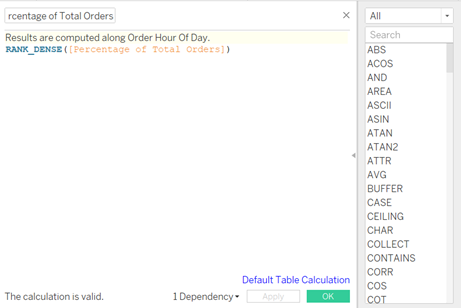 rcentage of Total Orders
Results are computed along Order Hour Of Day.
RANK_DENSE([Percentage of Total Orders])
Default Table Calculation
The calculation is valid.
1 Dependency
Apply
OK
All
Search
ABS
ACOS
AND
AREA
ASCII
ASIN
ATAN
ATAN2
ATTR
AVG
BUFFER
CASE
CEILING
CHAR
COLLECT
CONTAINS
CORR
COS
COT